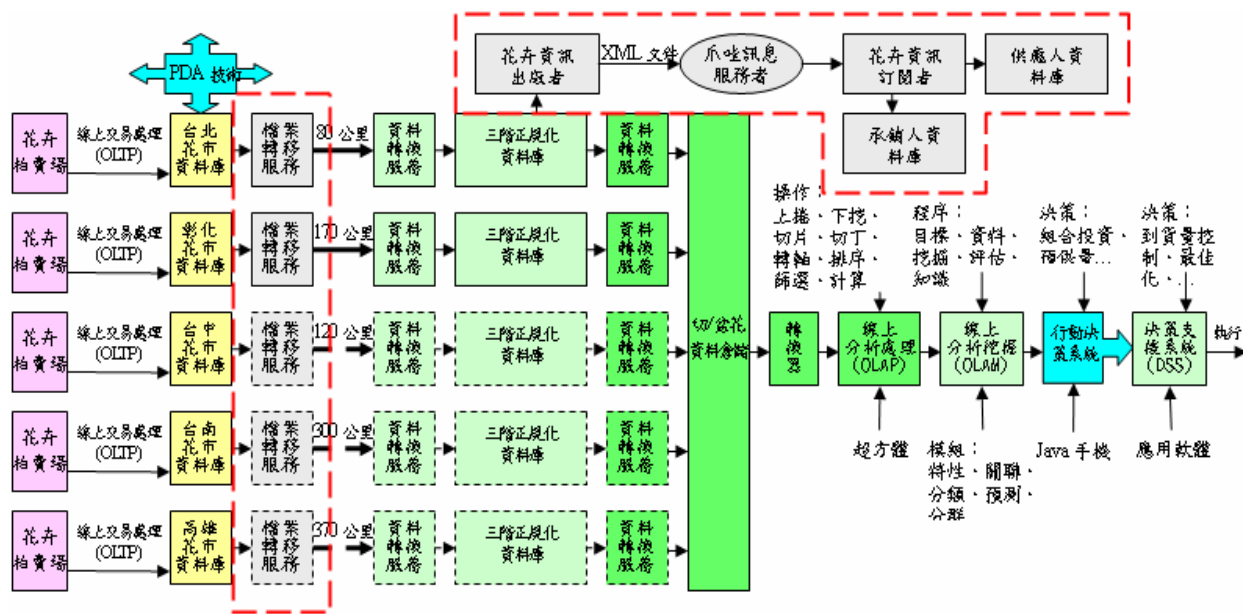 花卉資訊
出版者
XML 文件
爪哇訊息
服務者
花卉資訊
訂閱者
供應人資
料庫
承銷人資
料庫
PDA 技術
花卉
拍賣場
線上交易處理
(OLTP)
台北
花市
資料庫
檔案
轉移
服務
80 公里
資料
轉換
服務
三階正規化
資料庫
資料
轉換
服務
花卉
拍賣場
線上交易處理
(OLTP)
彰化
花市
資料庫
檔案
轉移
服務
170 公里
資料
轉換
服務
三階正規化
資料庫
資料
轉換
服務
花卉
拍賣場
線上交易處理
(OLTP)
台中
花市
資料庫
檔案
轉移
服務
120 公里
資料
轉換
服務
三階正規化
資料庫
資料
轉換
服務
花卉
拍賣場
線上交易處理
(OLTP)
台南
花市
資料庫
檔案
轉移
服務
300 公里
資料
轉換
服務
三階正規化
資料庫
資料
轉換
服務
花卉
拍賣場
線上交易處理
(OLTP)
高雄
花市
資料庫
檔案
轉移
服務
370 公里
資料
轉換
服務
三階正規化
資料庫
資料
轉換
服務
切/盆花
資料倉儲
轉換器
操作：
上捲、下挖、
切片、切丁、
轉軸、排序、
篩選、計算
線上
分析處理
(OLAP)
超方體
程序：
目標、資料、
挖掘、評估、
知識
線上
分析挖掘
(OLAM)
模組：
特性、關聯、
分類、預測、
分群
決策：
組合投資、
預供量…
行動決
策系統
Java 手機
決策：
到貨量控
制、最佳
化、…
決策支
援系統
(DSS)
應用軟體
執行